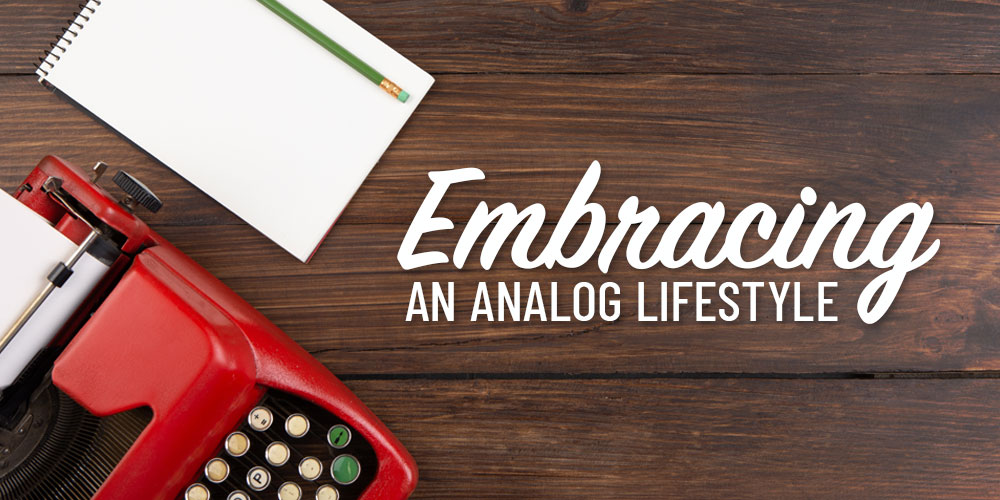 Embracing
AN ANALOG LIFESTYLE
P